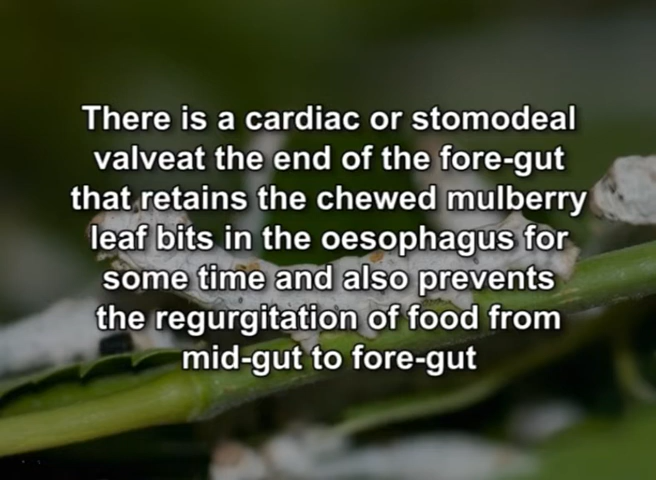 There is a cardiac or stomodeal
valveat the end of the fore-gut
that retains the chewed mulberry
leaf bits in the oesophagus for
some time and also prevents
the regurgitation of food from
mid-gut to fore-gut